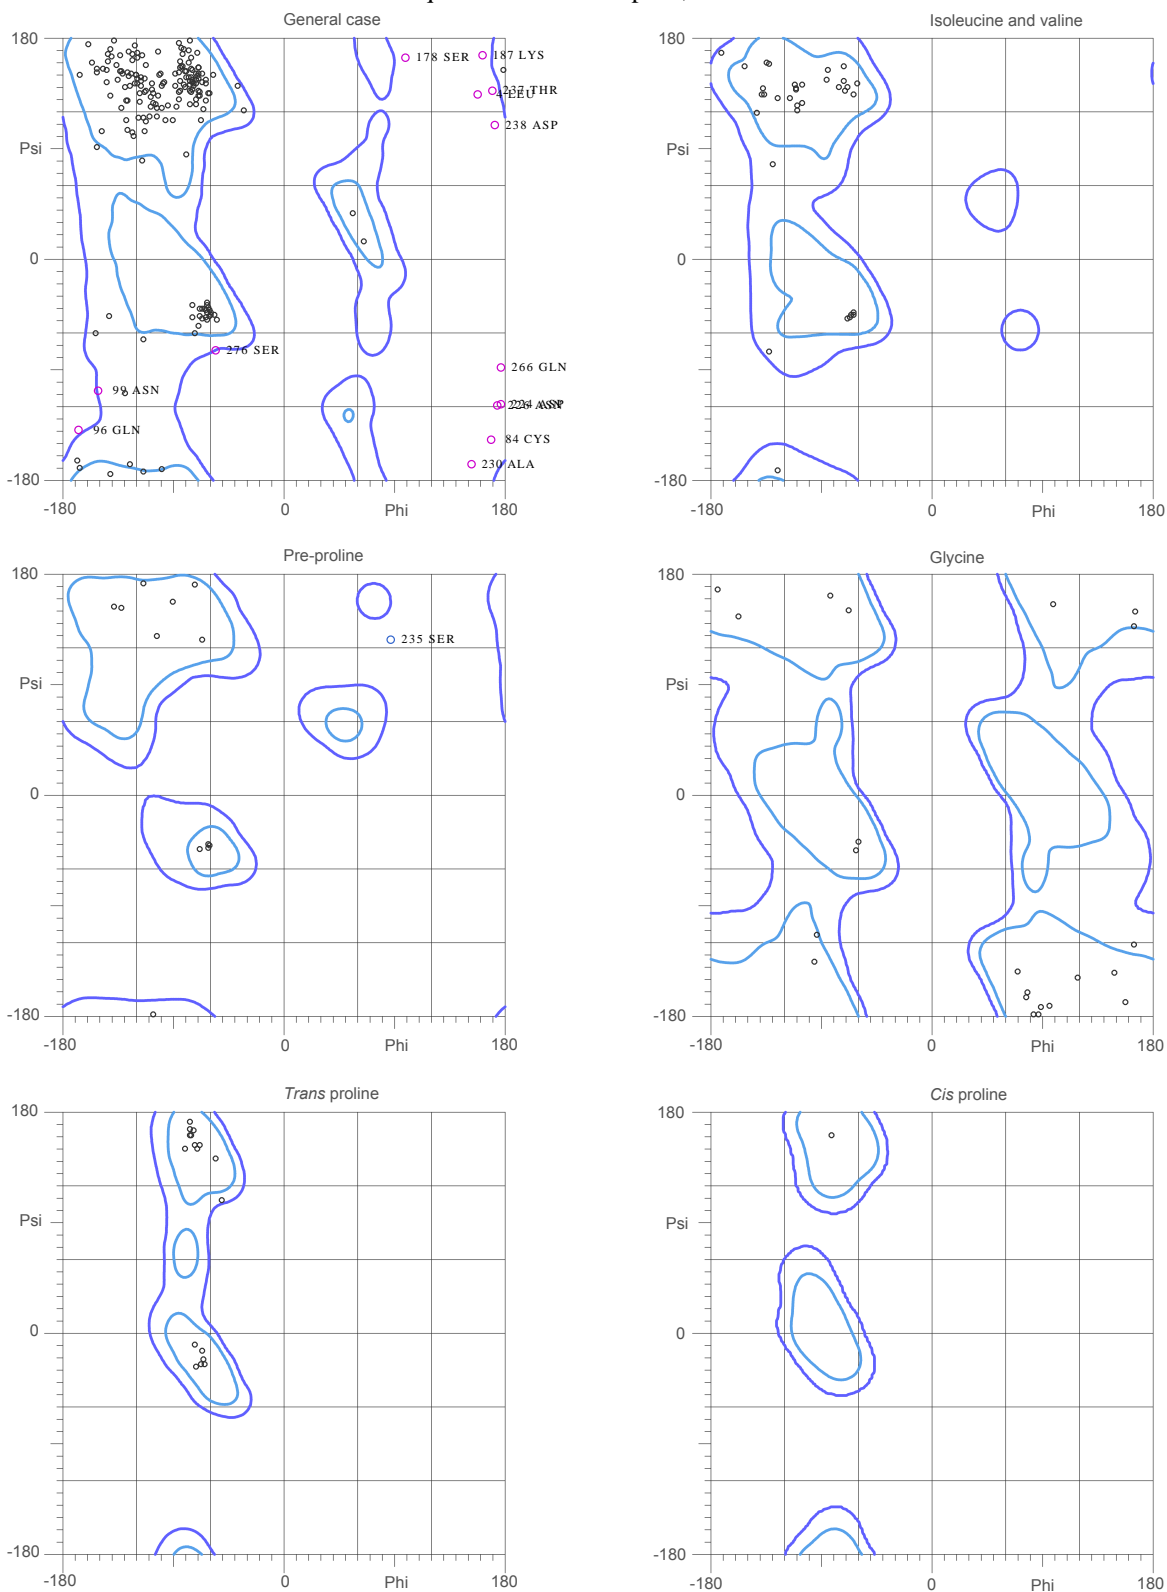 General case
Isoleucine and valine
180
178 SER
187 LYS
237 THR
4 LEU
238 ASP
Psi
0
276 SER
266 GLN
99 ASN
96 GLN
84 CYS
230 ALA
-180
-180
0
Phi
180
180
Psi
0
-180
-180
0
Phi
180
Pre-proline
Glycine
180
235 SER
Psi
0
-180
-180
0
Phi
180
180
Psi
0
-180
-180
0
Phi
180
Trans proline
Cis proline
180
Psi
0
-180
-180
0
Phi
180
180
Psi
0
-180
-180
0
Phi
180